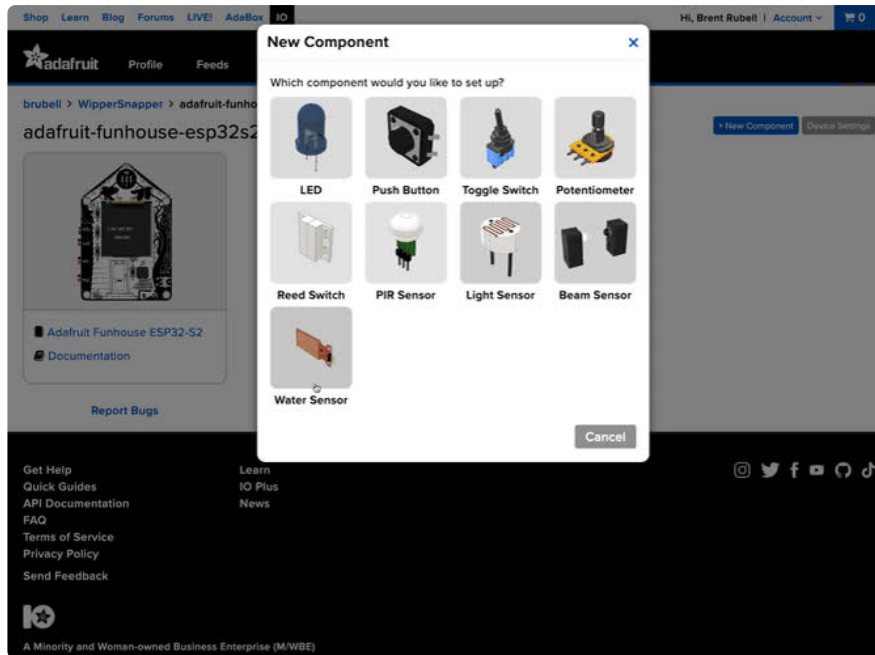 Shop Learn Blog Forums LIVE! AdaBox IO
Hi, Brent Rubell | Account
0
adafruit Profile Feeds
New Component
×
brubell > WipperSnapper > adafruit-funho
adafruit-funhouse-esp32s2
+ New Component Device Settings
Which component would you like to set up?
LED Push Button Toggle Switch Potentiometer
Reed Switch PIR Sensor Light Sensor Beam Sensor
Water Sensor
Adafruit Funhouse ESP32-S2
Documentation
Report Bugs
Cancel
Get Help
Quick Guides
API Documentation
FAQ
Terms of Service
Privacy Policy
Send Feedback
Learn
IO Plus
News
IO
A Minority and Woman-owned Business Enterprise (M/WBE)